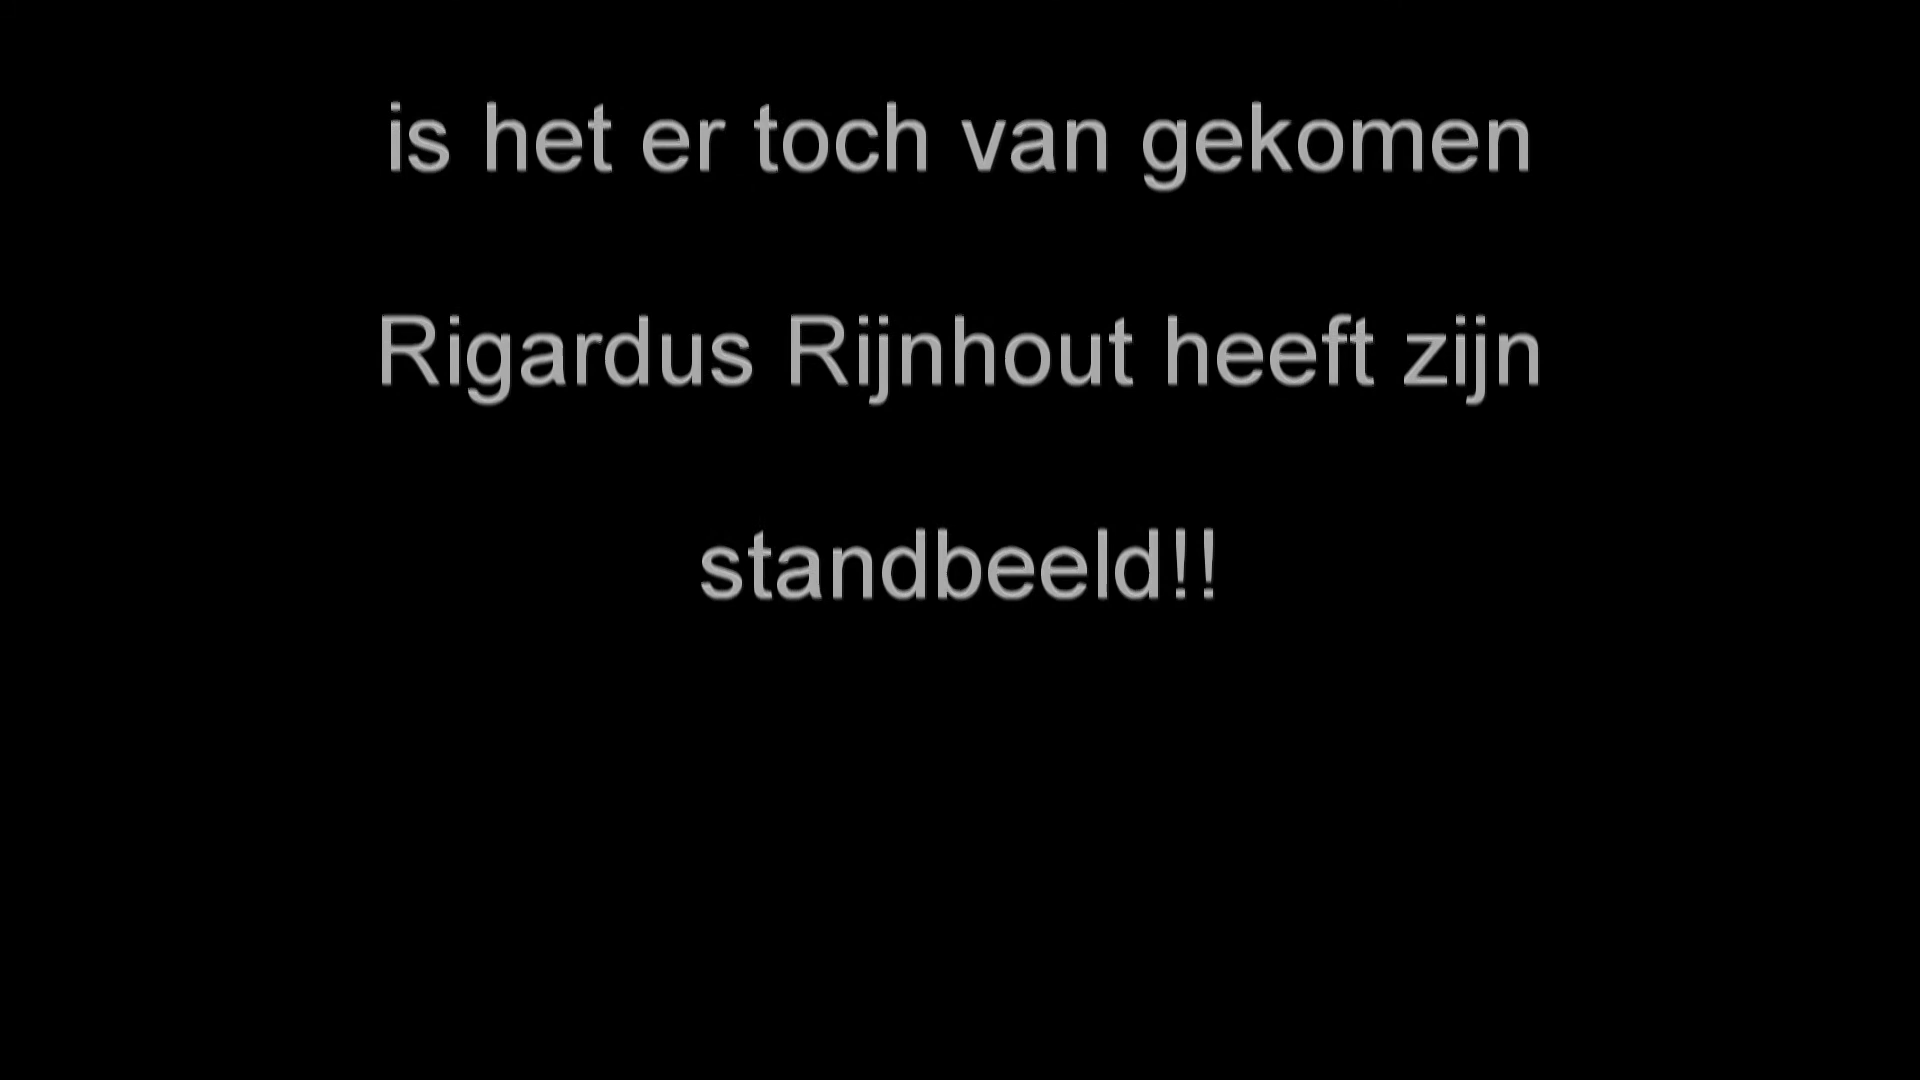 is het er toch van gekomen
Rigardus Rijnhout heeft zijn
standbeeld!!